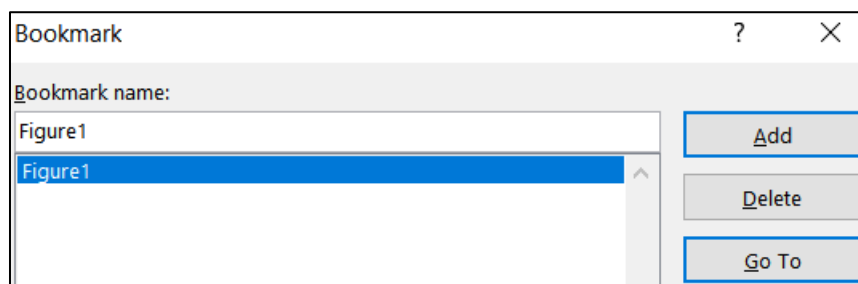 Bookmark ?
Bookmark name:
Figure1
Add
Figure1
Delete
Go To